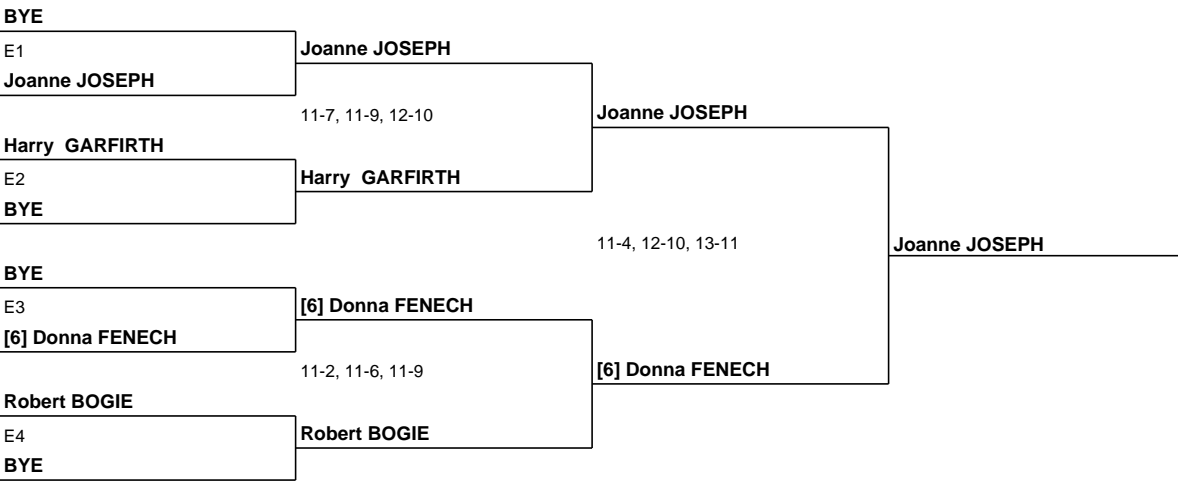 BYE
E1
Joanne JOSEPH
Joanne JOSEPH
11-7, 11-9, 12-10
Joanne JOSEPH
Harry  GARFIRTH
E2
Harry  GARFIRTH
BYE
11-4, 12-10, 13-11
Joanne JOSEPH
BYE
E3
[6] Donna FENECH
[6] Donna FENECH
11-2, 11-6, 11-9
[6] Donna FENECH
Robert BOGIE
E4
Robert BOGIE
BYE